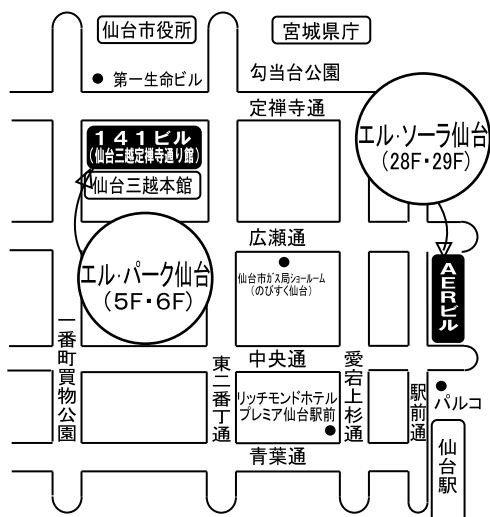 仙台市役所
宮城県庁
第一生命ビル
勾当台公園
定禅寺通
エル・ソーラ仙台
(28F・29F)
141ビル
(仙台三越定禅寺通り館)
仙台三越本館
広瀬通
エル・パーク仙台
(5F・6F)
仙台市ガス局ショールーム
(のびすく仙台)
AERビル
一番町買物公園
東二番丁通
中央通
愛宕上杉通
駅前通
リッチモンドホテル
プレミア仙台駅前
パルコ
青葉通
仙台駅